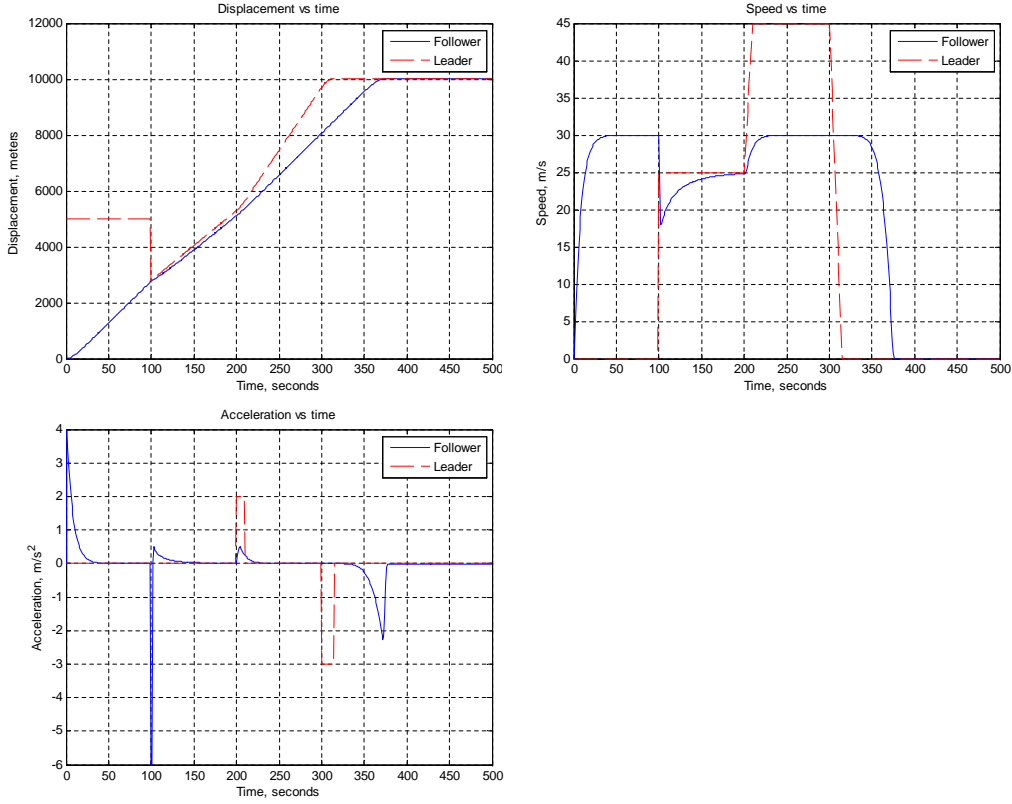 Displacement vs time
12000
10000
8000
6000
4000
2000
0
Displacement, meters
0 50 100 150 200 250 300 350 400 450 500
Time, seconds
Follower
Leader
Speed vs time
45
40
35
30
25
20
15
10
5
0
Speed, m/s
0 50 100 150 200 250 300 350 400 450 500
Time, seconds
Follower
Leader
Acceleration vs time
4
3
2
1
0
-1
-2
-3
-4
-5
-6
Acceleration, m/s²
0 50 100 150 200 250 300 350 400 450 500
Time, seconds
Follower
Leader